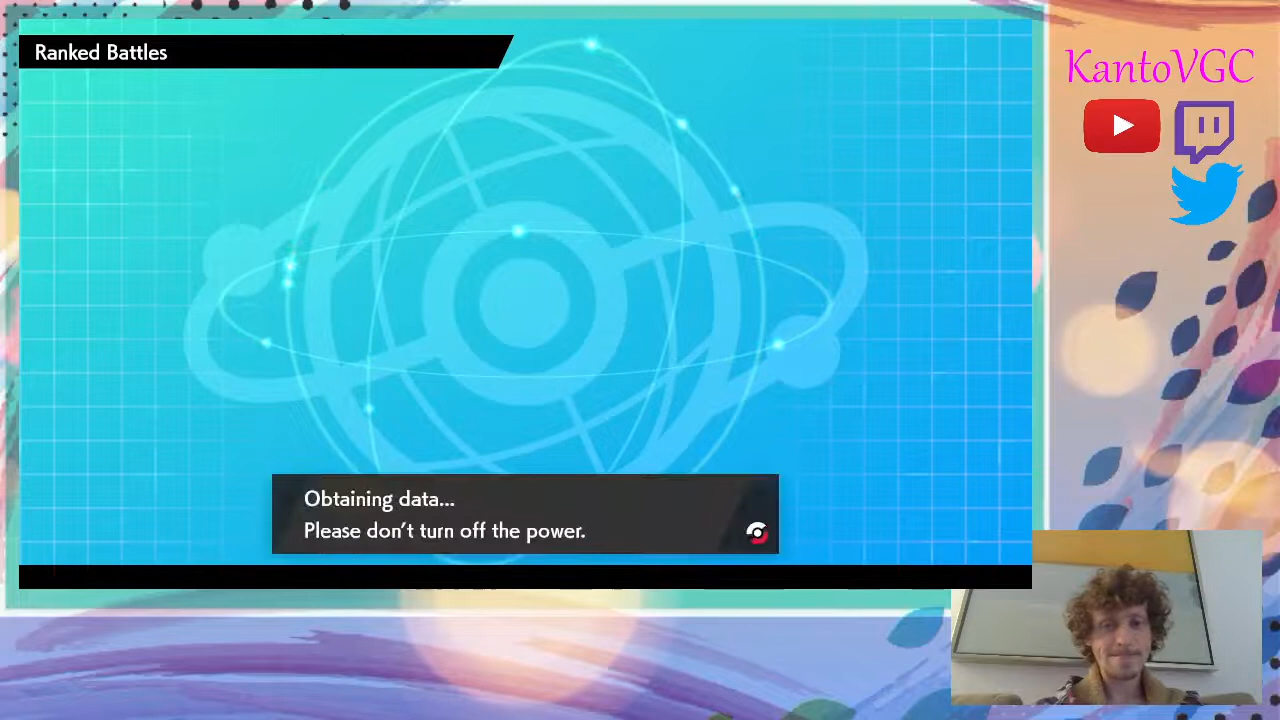 Ranked Battles
KantoVGC
Obtaining data...
Please don't turn off the power.